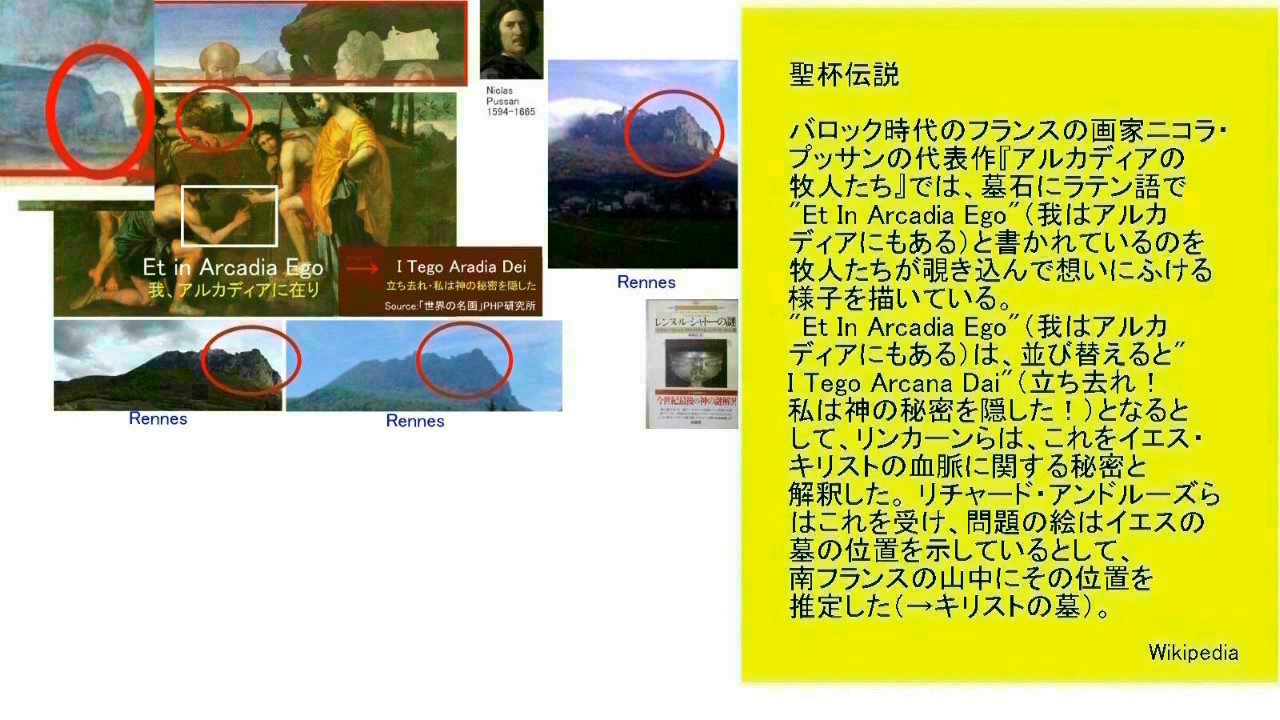 Niclas
Pussan
1594-1665
Et in Arcadia Ego
我、アルカディアに在り
I Tego Aradia Dei
立ち去れ・私は神の秘密を隠した
Source:「世界の名画」PHP研究所
Rennes
Rennes
Rennes
レンヌル=シャトーの謎
今世紀最後の神の謎解き!
聖杯伝説
バロック時代のフランスの画家ニコラ・
プッサンの代表作『アルカディアの
牧人たち』では、墓石にラテン語で
"Et In Arcadia Ego"(我はアルカ
ディアにもある)と書かれているのを
牧人たちが覗き込んで想いにふける
様子を描いている。
"Et In Arcadia Ego"(我はアルカ
ディアにもある)は、並び替えると"
I Tego Arcana Dai"(立ち去れ!
私は神の秘密を隠した!)となると
して、リンカーンらは、これをイエス・
キリストの血脈に関する秘密と
解釈した。リチャード・アンドルーズら
はこれを受け、問題の絵はイエスの
墓の位置を示しているとして、
南フランスの山中にその位置を
推定した(→キリストの墓)。
Wikipedia